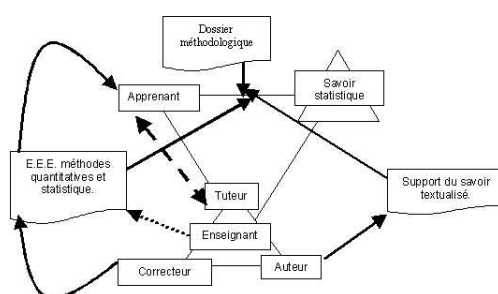 Dossier
méthodologique
Apprenant
Savoir
statistique
E.E.E. méthodes
quantitatives et
statistique.
Tuteur
Support du savoir
textualisé.
Enseignant
Correcteur
Auteur